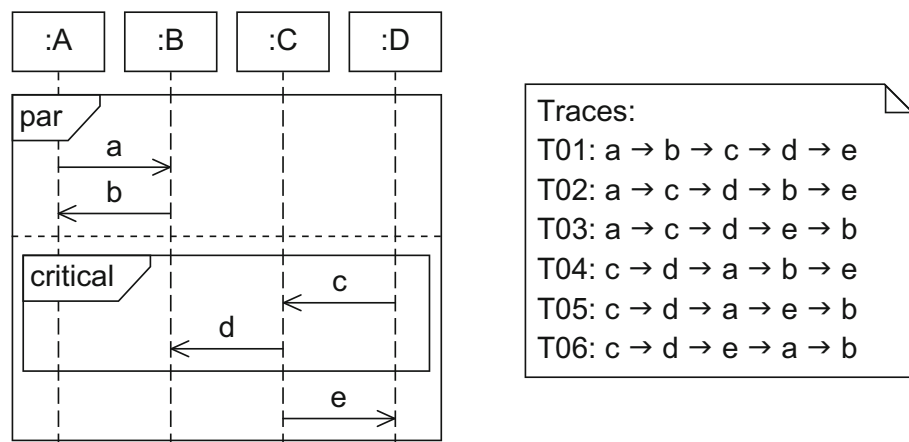 :A :B :C :D
par
a
b
critical
c
d
e
Traces:
T01: a → b → c → d → e
T02: a → c → d → b → e
T03: a → c → d → e → b
T04: c → d → a → b → e
T05: c → d → a → e → b
T06: c → d → e → a → b